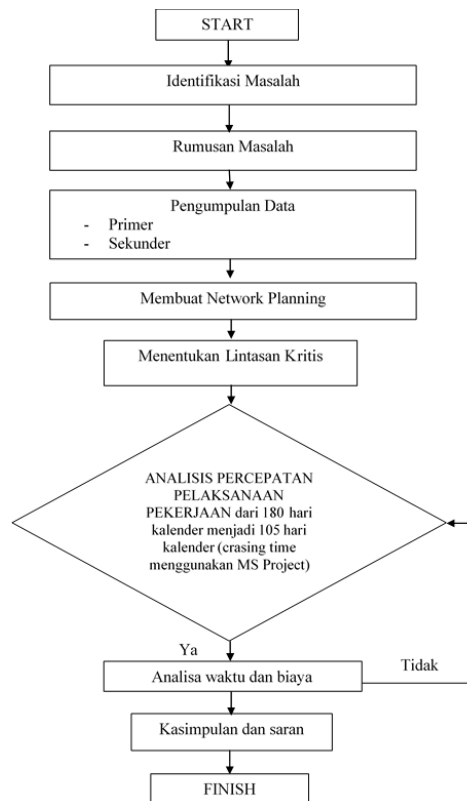 START
Identifikasi Masalah
Rumusan Masalah
Pengumpulan Data
- Primer
- Sekunder
Membuat Network Planning
Menentukan Lintasan Kritis
ANALISIS PERCEPATAN
PELAKSANAAN
PEKERJAAN dari 180 hari
kalender menjadi 105 hari
kalender (crasing time
menggunakan MS Project)
Ya
Tidak
Analisa waktu dan biaya
Kasimpulan dan saran
FINISH